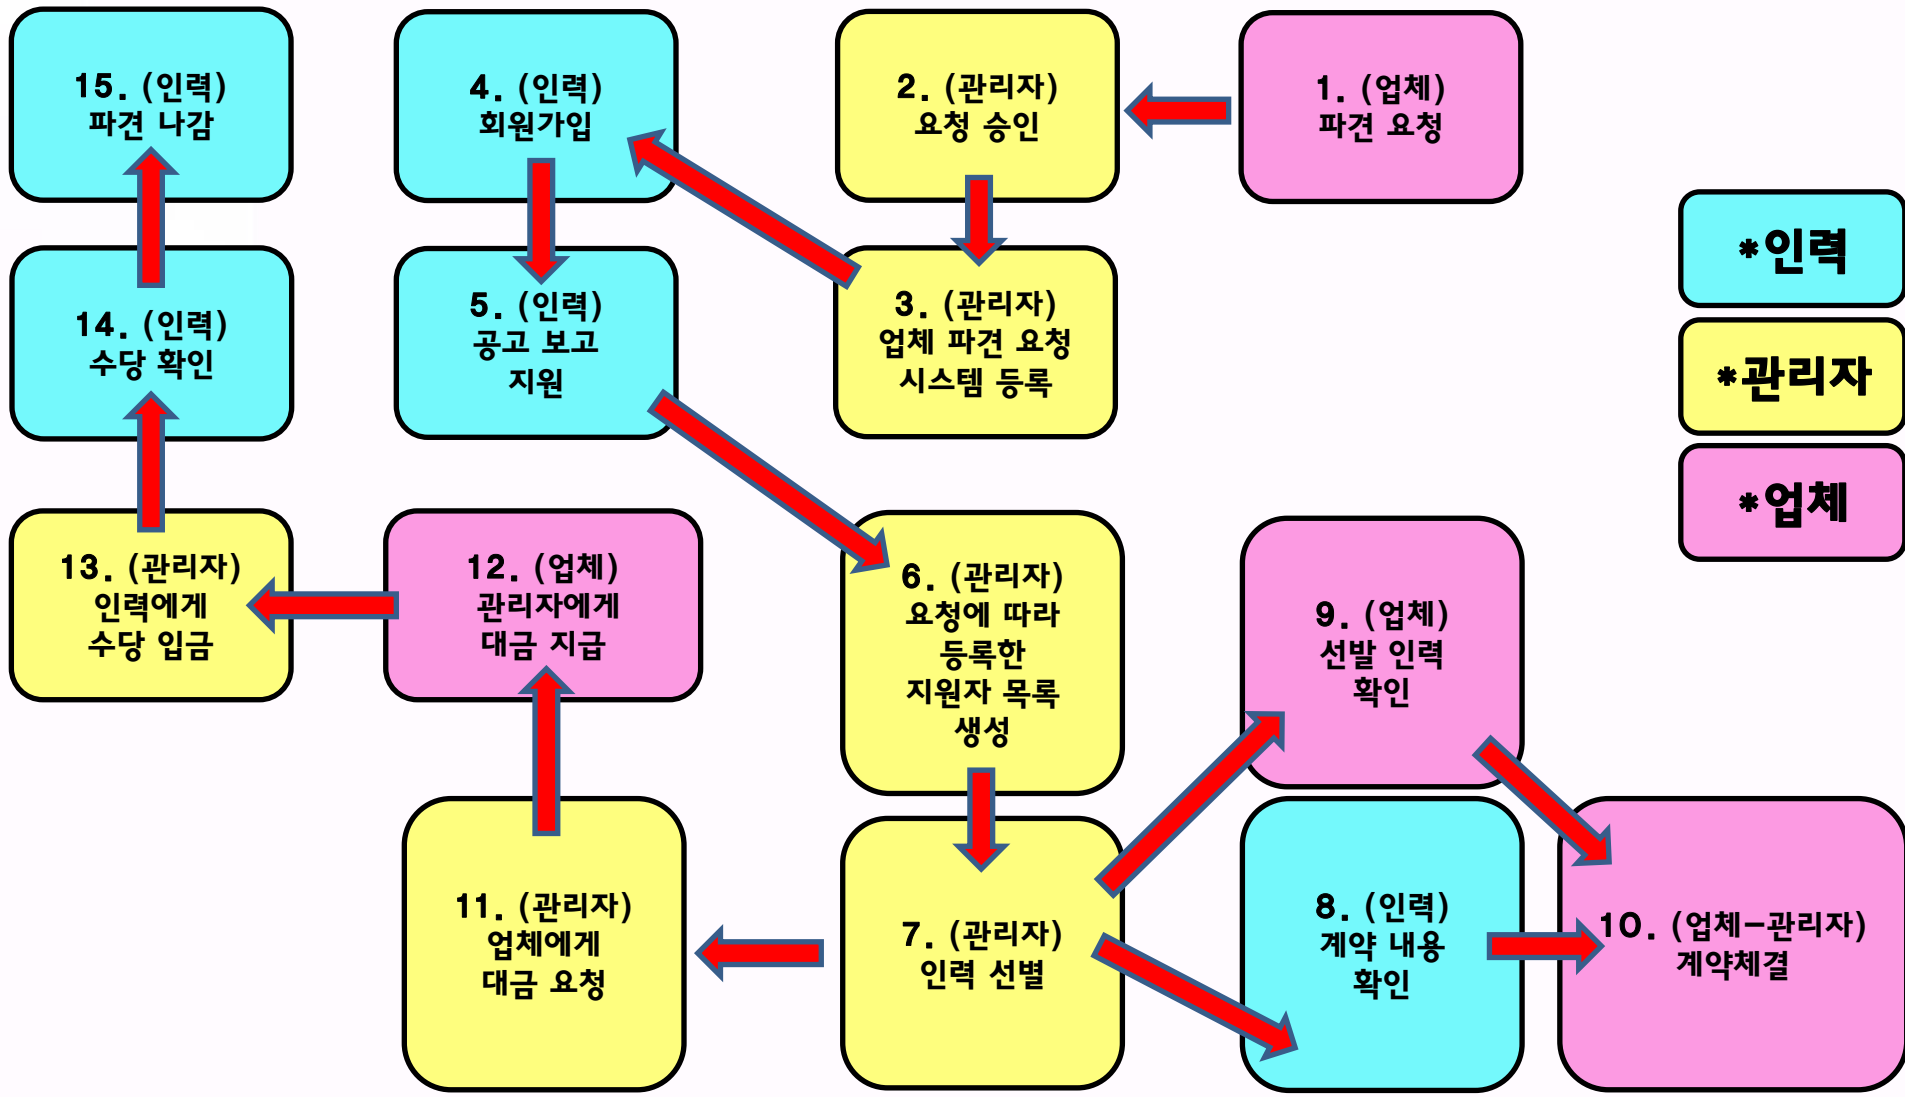 15. (인력)
파견 나감
4. (인력)
회원가입
2. (관리자)
요청 승인
1. (업체)
파견 요청
*인력
*관리자
*업체
14. (인력)
수당 확인
5. (인력)
공고 보고
지원
3. (관리자)
업체 파견 요청
시스템 등록
13. (관리자)
인력에게
수당 입금
12. (업체)
관리자에게
대금 지급
6. (관리자)
요청에 따라
등록한
지원자 목록
생성
9. (업체)
선발 인력
확인
11. (관리자)
업체에게
대금 요청
7. (관리자)
인력 선별
8. (인력)
계약 내용
확인
10. (업체-관리자)
계약체결